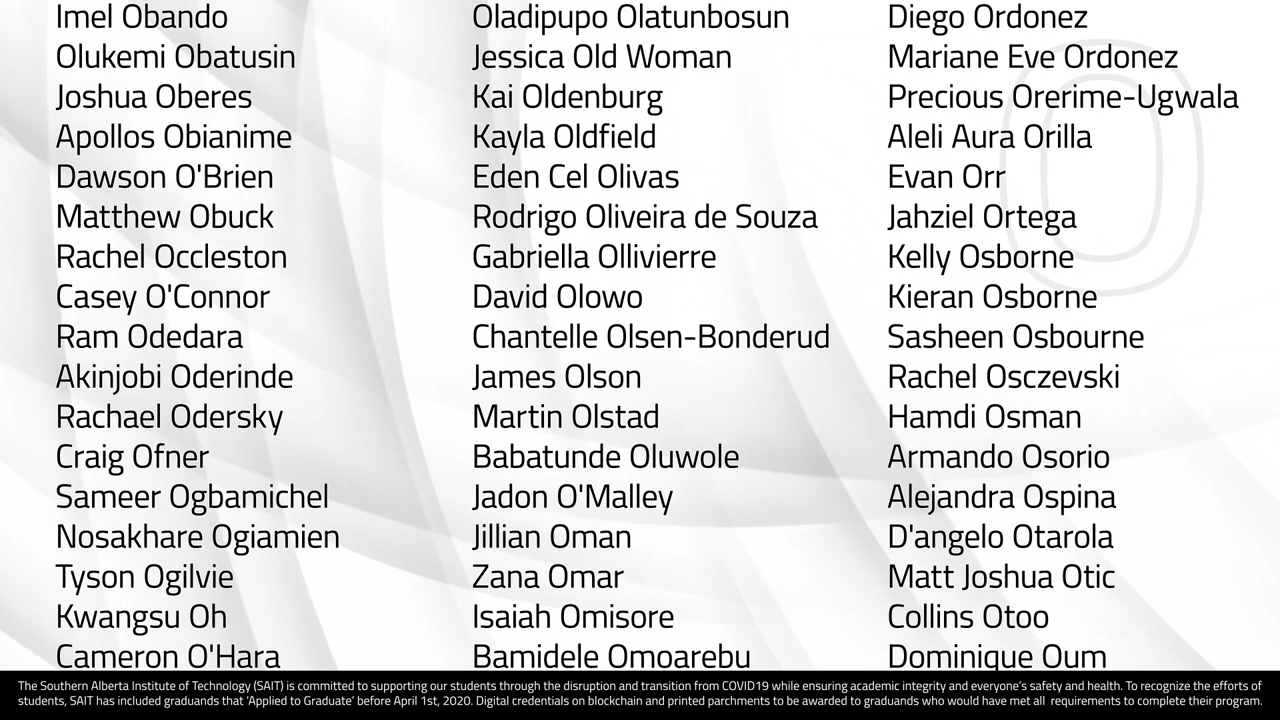 Imel Obando
Olukemi Obatusin
Joshua Oberes
Apollos Obianime
Dawson O'Brien
Matthew Obuck
Rachel Occleston
Casey O'Connor
Ram Odedara
Akinjobi Oderinde
Rachael Odersky
Craig Ofner
Sameer Ogbamichel
Nosakhare Ogiamien
Tyson Ogilvie
Kwangsu Oh
Cameron O'Hara
Oladipupo Olatunbosun
Jessica Old Woman
Kai Oldenburg
Kayla Oldfield
Eden Cel Olivas
Rodrigo Oliveira de Souza
Gabriella Ollivierre
David Olowo
Chantelle Olsen-Bonderud
James Olson
Martin Olstad
Babatunde Oluwole
Jadon O'Malley
Jillian Oman
Zana Omar
Isaiah Omisore
Bamidele Omoarebu
Diego Ordonez
Mariane Eve Ordonez
Precious Orerime-Ugwala
Aleli Aura Orilla
Evan Orr
Jahziel Ortega
Kelly Osborne
Kieran Osborne
Sasheen Osbourne
Rachel Osczevski
Hamdi Osman
Armando Osorio
Alejandra Ospina
D'angelo Otarola
Matt Joshua Otic
Collins Otoo
Dominique Oum
O
The Southern Alberta Institute of Technology (SAIT) is committed to supporting our students through the disruption and transition from COVID19 while ensuring academic integrity and everyone's safety and health. To recognize the efforts of
students, SAIT has included graduands that 'Applied to Graduate' before April 1st, 2020. Digital credentials on blockchain and printed parchments to be awarded to graduands who would have met all requirements to complete their program.